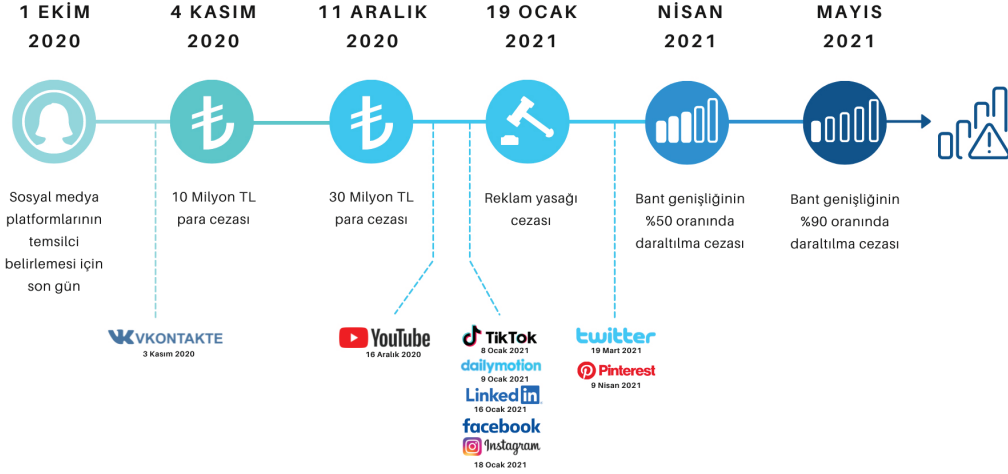 1 EKİM
2020
4 KASIM
2020
11 ARALIK
2020
19 OCAK
2021
NİSAN
2021
MAYIS
2021
Sosyal medya
platformlarının
temsilci
belirlemesi için
son gün
10 Milyon TL
para cezası
30 Milyon TL
para cezası
Reklam yasağı
cezası
Bant genişliğinin
%50 oranında
daraltılma cezası
Bant genişliğinin
%90 oranında
daraltılma cezası
VKONTAKTE
3 Kasım 2020
YouTube
16 Aralık 2020
TikTok
8 Ocak 2021
dailymotion
9 Ocak 2021
Linked in
16 Ocak 2021
facebook
Instagram
18 Ocak 2021
twitter
19 Mart 2021
Pinterest
9 Nisan 2021